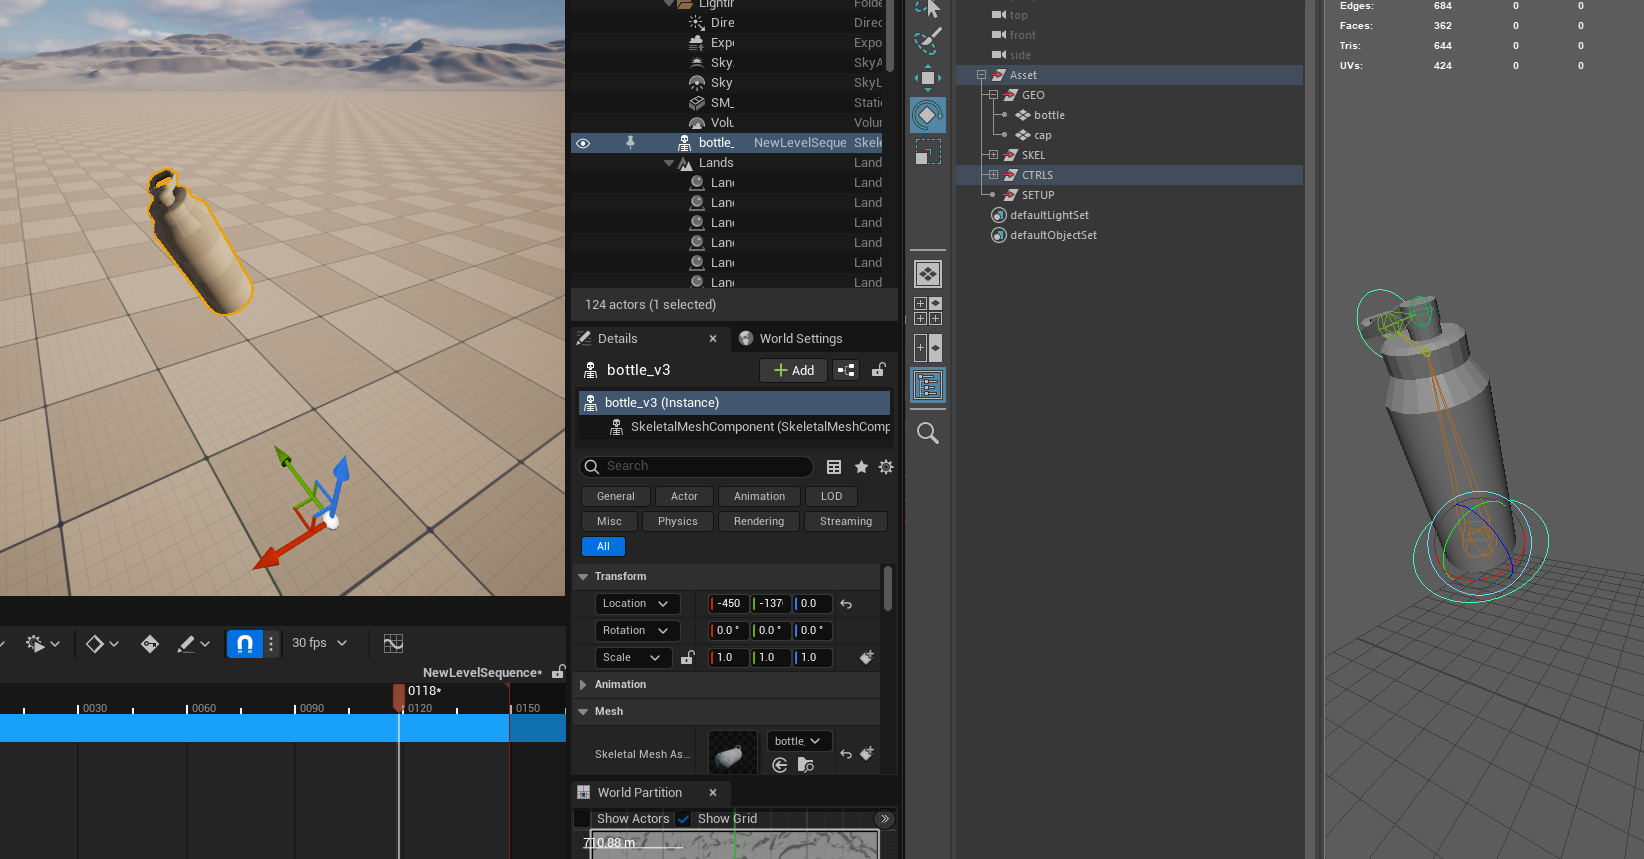 Lightin Folde
Dire Direc
Expo Expo
Sky. SkyA
Sky SkyL
SM_ Stati
Volu Volur
bottle_ NewLevelSeque Skele
Lands Land
Lan Land
Lan Land
Lan Land
Lan Land
Lan Land
Lan Land
124 actors (1 selected)
Details World Settings
bottle_v3 Add
bottle_v3 (Instance)
SkeletalMeshComponent (SkeletalMeshComp
Search
General Actor Animation LOD
Misc Physics Rendering Streaming
All
Transform
Location -450 -137 0.0
Rotation 0.0 ° 0.0 ° 0.0 °
Scale 1.0 1.0 1.0
Animation
Mesh
Skeletal Mesh As... bottle_
World Partition
Show Actors Show Grid
710.88 m
30 fps
NewLevelSequence*
0118*
0030 0060 0090 0120 0150
top
front
side
Asset
GEO
bottle
cap
SKEL
CTRLS
SETUP
defaultLightSet
defaultObjectSet
Edges: 684 0 0
Faces: 362 0 0
Tris: 644 0 0
UVs: 424 0 0